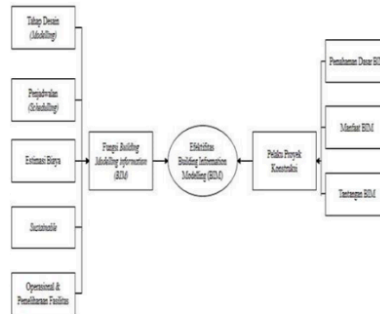 Tahap Desain
(Modelling)
Penjadwalan
(Schedulling)
Estimasi Biaya
Sustainable
Operasional &
Pemeliharaan Fasilitas
Fungsi Building
Modelling information
(BIM)
Efektifitas
Building Information
Modelling (BIM)
Pelaku Proyek
Konstruksi
Pemahaman Dasar BIM
Manfaat BIM
Tantangan BIM